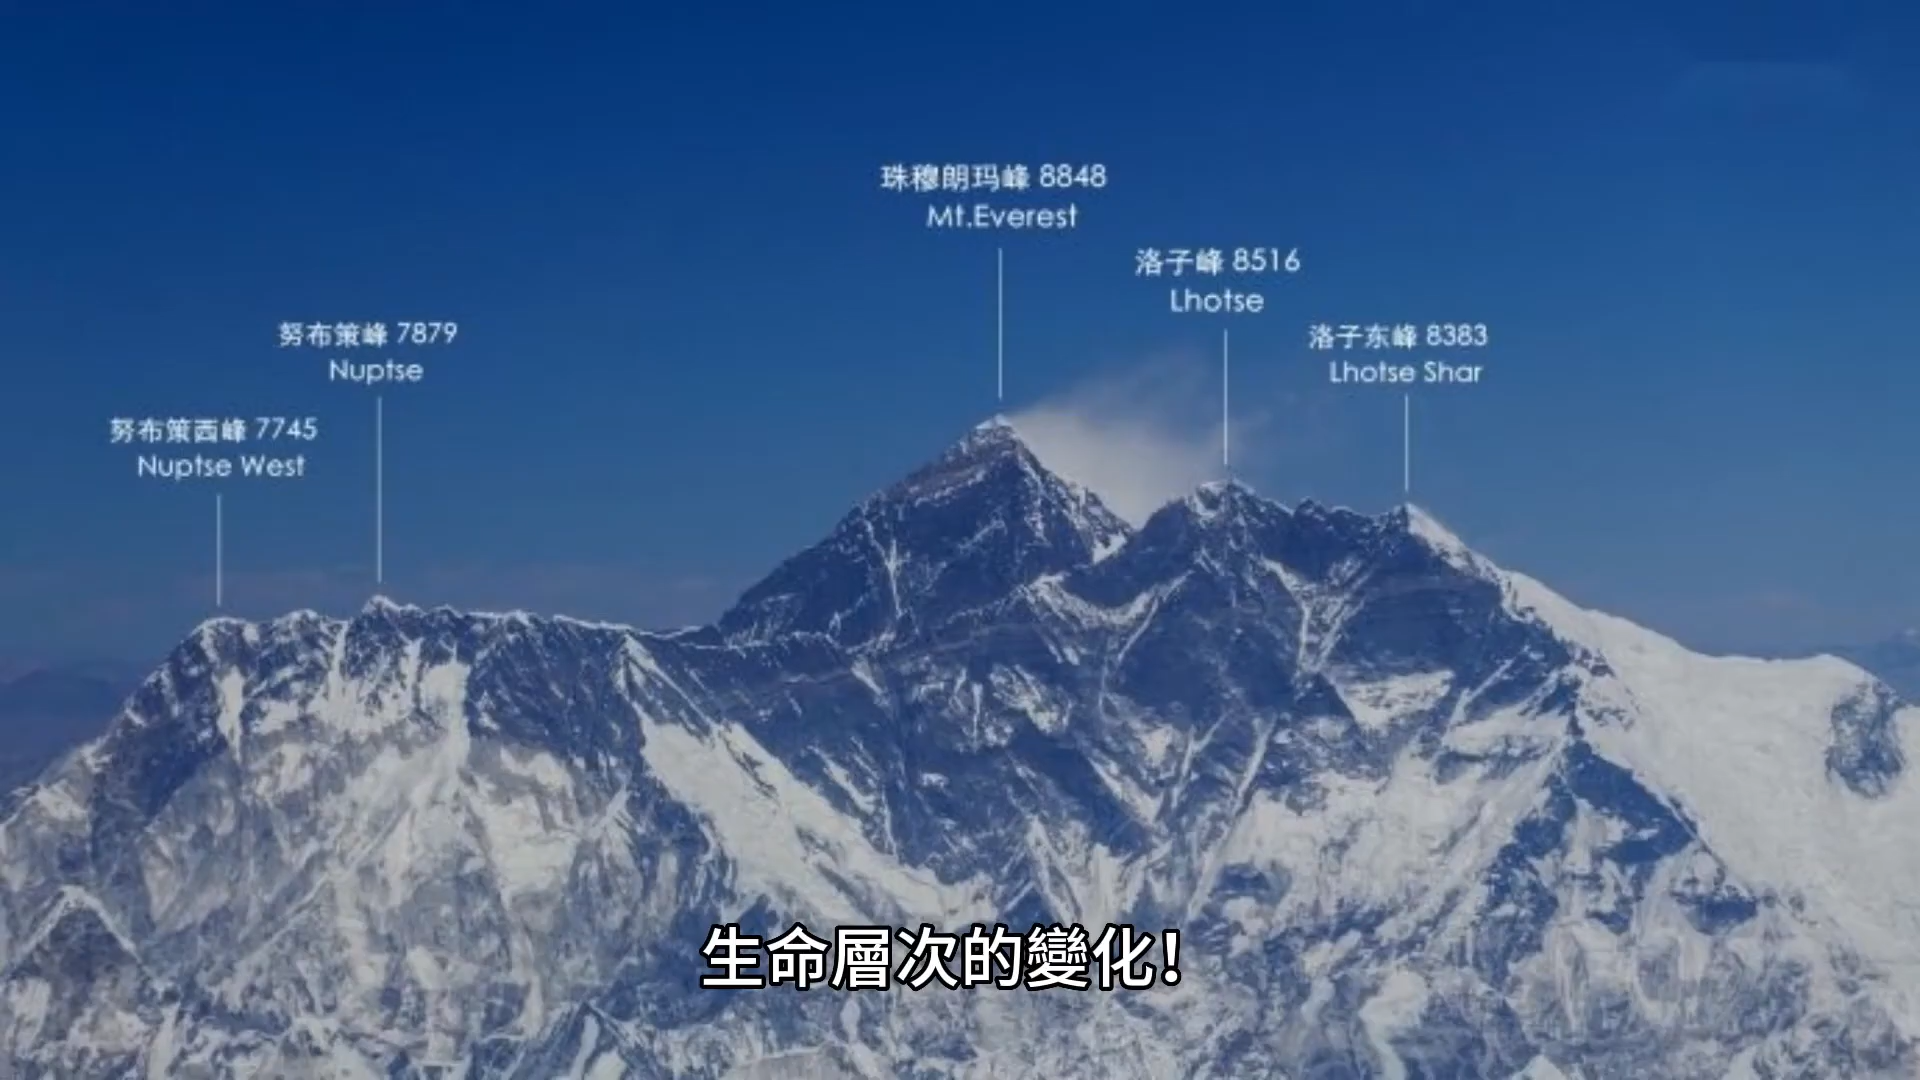 珠穆朗玛峰 8848
Mt.Everest
洛子峰 8516
Lhotse
努布策峰 7879
Nuptse
洛子东峰 8383
Lhotse Shar
努布策西峰 7745
Nuptse West
生命層次的變化!